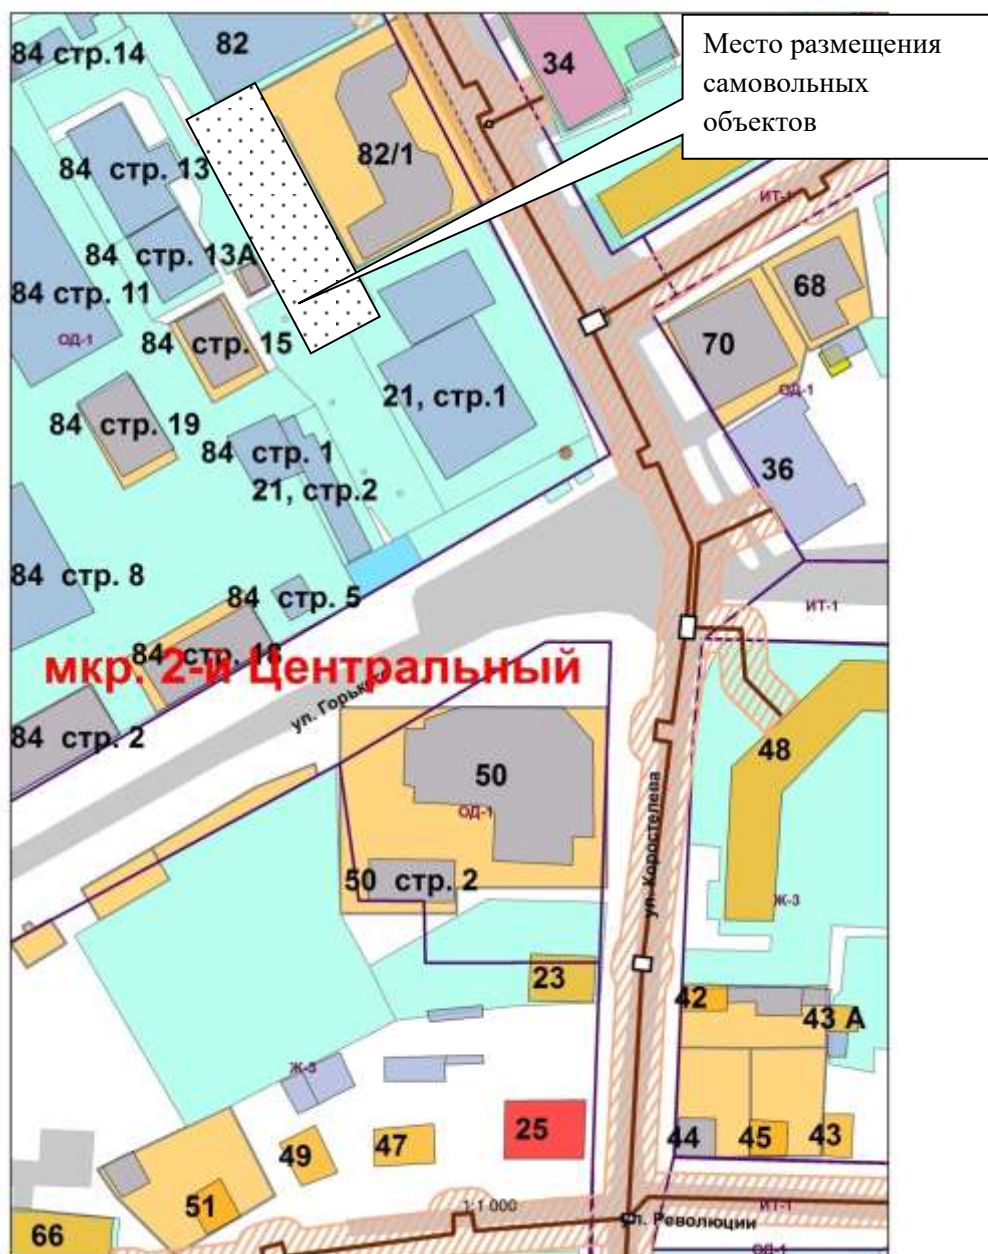 Место размещения
самовольных
объектов
84 стр.14
82
34
82/1
84 стр. 13
ИТ-1
84 стр. 13А
84 стр. 11
68
ОД-1
84 стр. 15
70
ОД-1
21, стр.1
84 стр. 19
84 стр. 1
36
21, стр.2
84 стр. 8
84 стр. 5
ИТ-1
мкр. 2-й Центральный
ул. Горького
84 стр. 2
48
50
ОД-1
ул. Коростелева
50 стр. 2
Ж-3
23
42
43 А
Ж-3
25
44
45
43
49
47
51
1:1 000
ИТ-1
ул. Революции
66
ОД-1